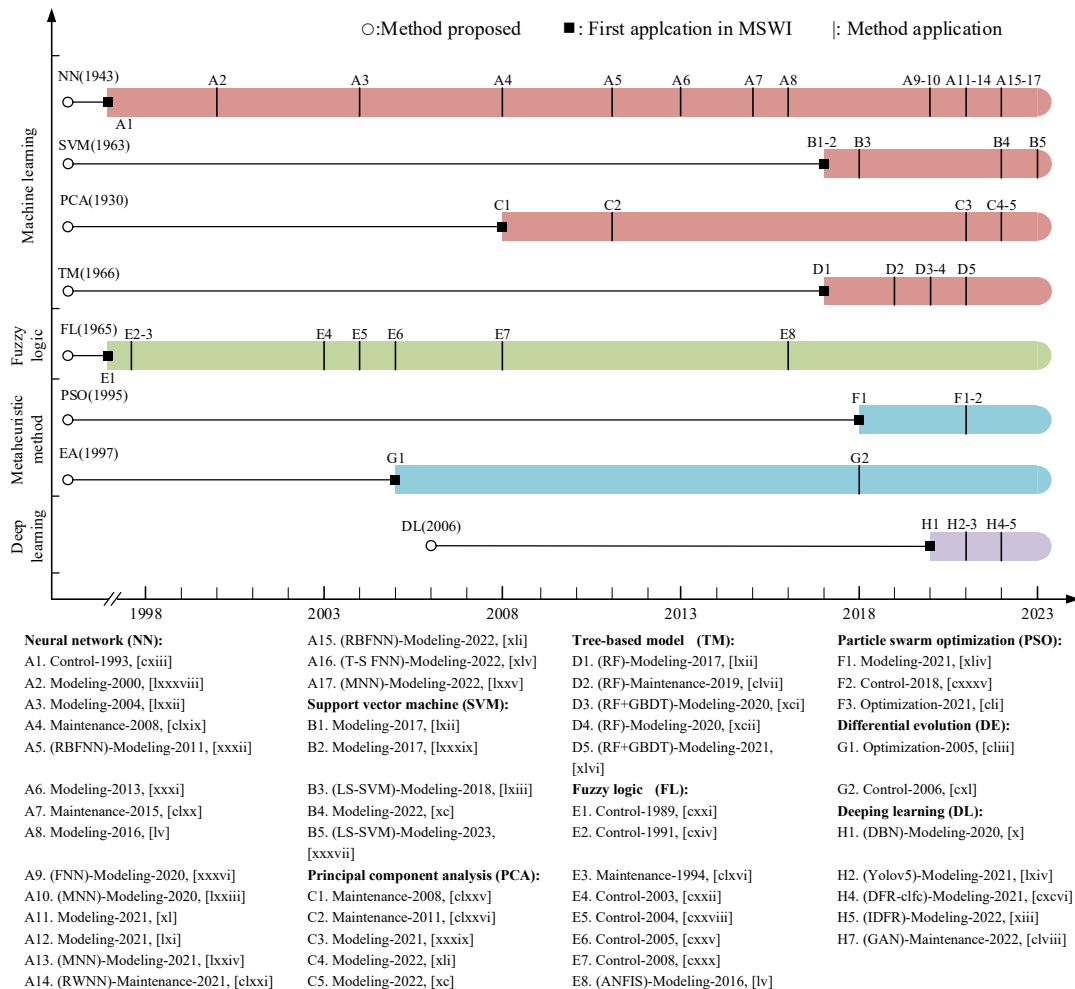 ○:Method proposed ■: First applcation in MSWI |: Method application
Machine learning
NN(1943)
A1
A2
A3
A4
A5
A6
A7
A8
A9-10
A11-14
A15-17
SVM(1963)
B1-2
B3
B4
B5
PCA(1930)
C1
C2
C3
C4-5
TM(1966)
D1
D2
D3-4
D5
Fuzzy
logic
FL(1965)
E1
E2-3
E4
E5
E6
E7
E8
Metaheuristic
method
PSO(1995)
F1
F1-2
EA(1997)
G1
G2
Deep
learning
DL(2006)
H1
H2-3
H4-5
1998
2003
2008
2013
2018
2023
Neural network (NN):
A1. Control-1993, [cxiii]
A2. Modeling-2000, [lxxxviii]
A3. Modeling-2004, [lxxii]
A4. Maintenance-2008, [clxix]
A5. (RBFNN)-Modeling-2011, [xxxii]
A6. Modeling-2013, [xxxi]
A7. Maintenance-2015, [clxx]
A8. Modeling-2016, [lv]
A9. (FNN)-Modeling-2020, [xxxvi]
A10. (MNN)-Modeling-2020, [lxxiii]
A11. Modeling-2021, [xl]
A12. Modeling-2021, [lxi]
A13. (MNN)-Modeling-2021, [lxxiv]
A14. (RWNN)-Maintenance-2021, [clxxi]
A15. (RBFNN)-Modeling-2022, [xli]
A16. (T-S FNN)-Modeling-2022, [xlv]
A17. (MNN)-Modeling-2022, [lxxv]
Support vector machine (SVM):
B1. Modeling-2017, [lxii]
B2. Modeling-2017, [lxxxix]
B3. (LS-SVM)-Modeling-2018, [lxiii]
B4. Modeling-2022, [xc]
B5. (LS-SVM)-Modeling-2023,
[xxxvii]
Principal component analysis (PCA):
C1. Maintenance-2008, [clxxv]
C2. Maintenance-2011, [clxxvi]
C3. Modeling-2021, [xxxix]
C4. Modeling-2022, [xli]
C5. Modeling-2022, [xc]
Tree-based model (TM):
D1. (RF)-Modeling-2017, [lxii]
D2. (RF)-Maintenance-2019, [clvii]
D3. (RF+GBDT)-Modeling-2020, [xci]
D4. (RF)-Modeling-2020, [xcii]
D5. (RF+GBDT)-Modeling-2021,
[xlvi]
Fuzzy logic (FL):
E1. Control-1989, [cxxi]
E2. Control-1991, [cxiv]
E3. Maintenance-1994, [clxvi]
E4. Control-2003, [cxxii]
E5. Control-2004, [cxxviii]
E6. Control-2005, [cxxv]
E7. Control-2008, [cxxx]
E8. (ANFIS)-Modeling-2016, [lv]
Particle swarm optimization (PSO):
F1. Modeling-2021, [xliv]
F2. Control-2018, [cxxxv]
F3. Optimization-2021, [cli]
Differential evolution (DE):
G1. Optimization-2005, [cliii]
G2. Control-2006, [cxl]
Deeping learning (DL):
H1. (DBN)-Modeling-2020, [x]
H2. (Yolov5)-Modeling-2021, [lxiv]
H4. (DFR-clfc)-Modeling-2021, [cxcvi]
H5. (IDFR)-Modeling-2022, [xiii]
H7. (GAN)-Maintenance-2022, [clviii]